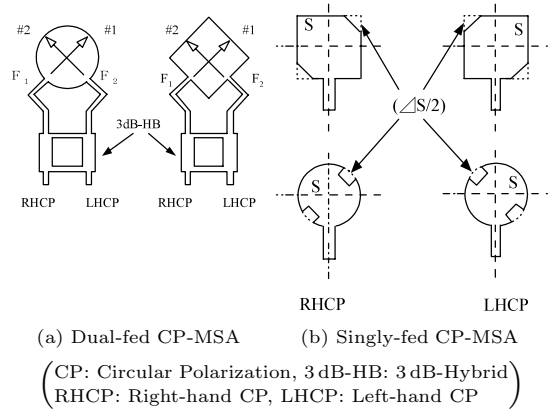 #2 #1 #2 #1
F₁ F₂ F₁ F₂
3dB-HB
RHCP LHCP RHCP LHCP
S S
(⊿S/2)
S S
RHCP LHCP
(a) Dual-fed CP-MSA (b) Singly-fed CP-MSA
(CP: Circular Polarization, 3 dB-HB: 3 dB-Hybrid
RHCP: Right-hand CP, LHCP: Left-hand CP)